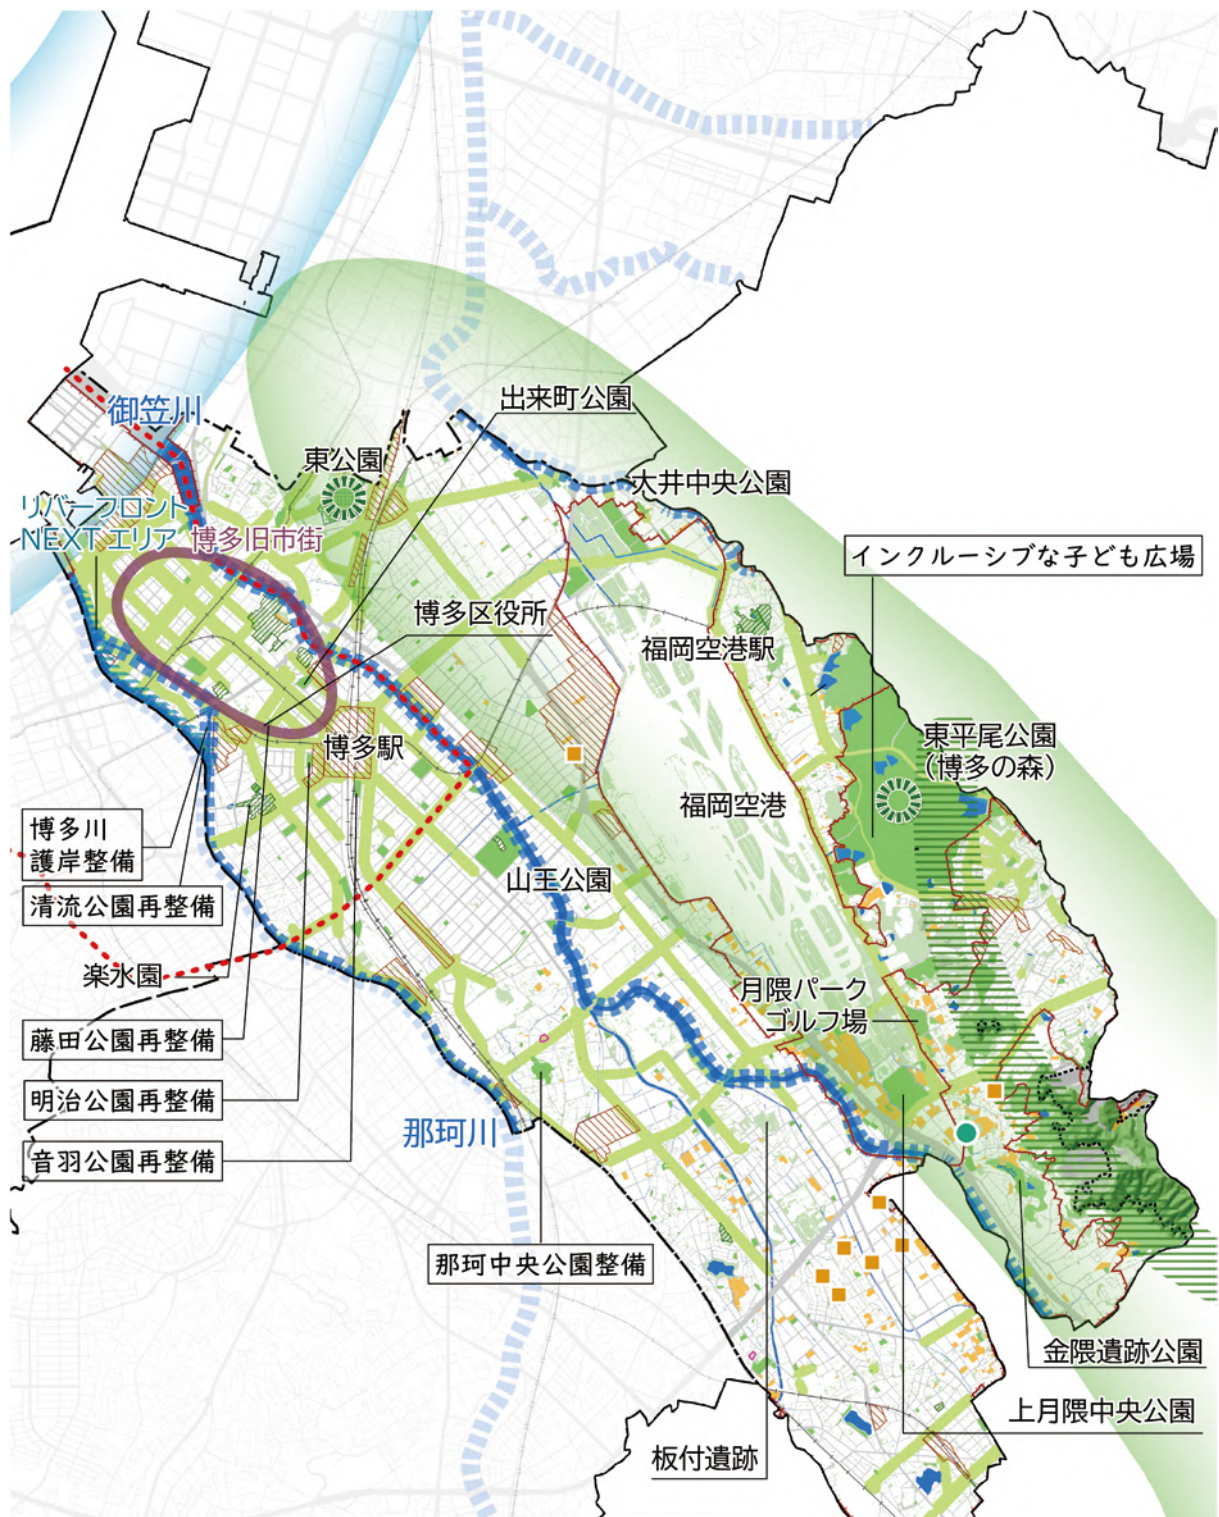 出来町公園
御笠川
東公園
大井中央公園
リバーフロント
NEXTエリア
博多旧市街
インクルーシブな子ども広場
博多区役所
福岡空港駅
東平尾公園
（博多の森）
博多駅
福岡空港
博多川
護岸整備
山王公園
清流公園再整備
楽水園
月隈パーク
ゴルフ場
藤田公園再整備
明治公園再整備
那珂川
音羽公園再整備
那珂中央公園整備
金隈遺跡公園
上月隈中央公園
板付遺跡